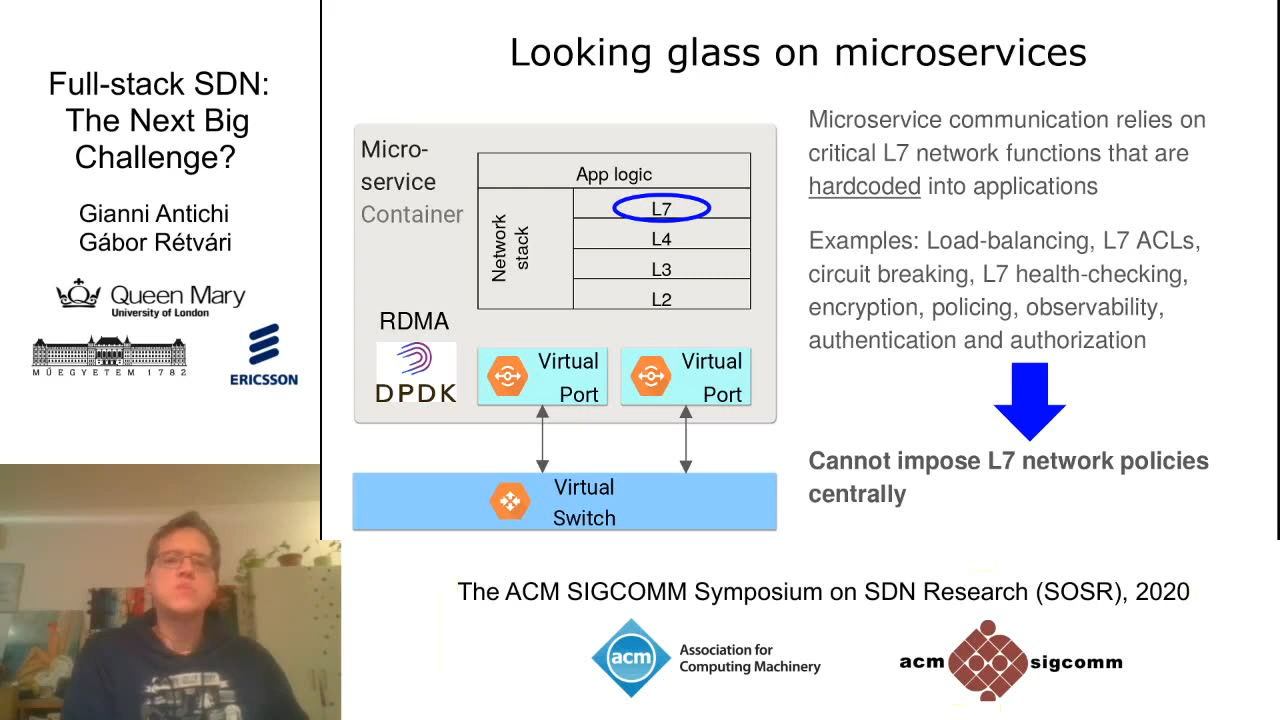 Full-stack SDN:
The Next Big
Challenge?
Gianni Antichi
Gábor Rétvári
Queen Mary
University of London
MŰEGYETEM 1782
ERICSSON
Looking glass on microservices
Micro-
service
Container
App logic
Network
stack
L7
L4
L3
L2
RDMA
DPDK
Virtual
Port
Virtual
Port
Virtual
Switch
Microservice communication relies on
critical L7 network functions that are
hardcoded into applications
Examples: Load-balancing, L7 ACLs,
circuit breaking, L7 health-checking,
encryption, policing, observability,
authentication and authorization
Cannot impose L7 network policies
centrally
The ACM SIGCOMM Symposium on SDN Research (SOSR), 2020
acm
Association for
Computing Machinery
acm sigcomm